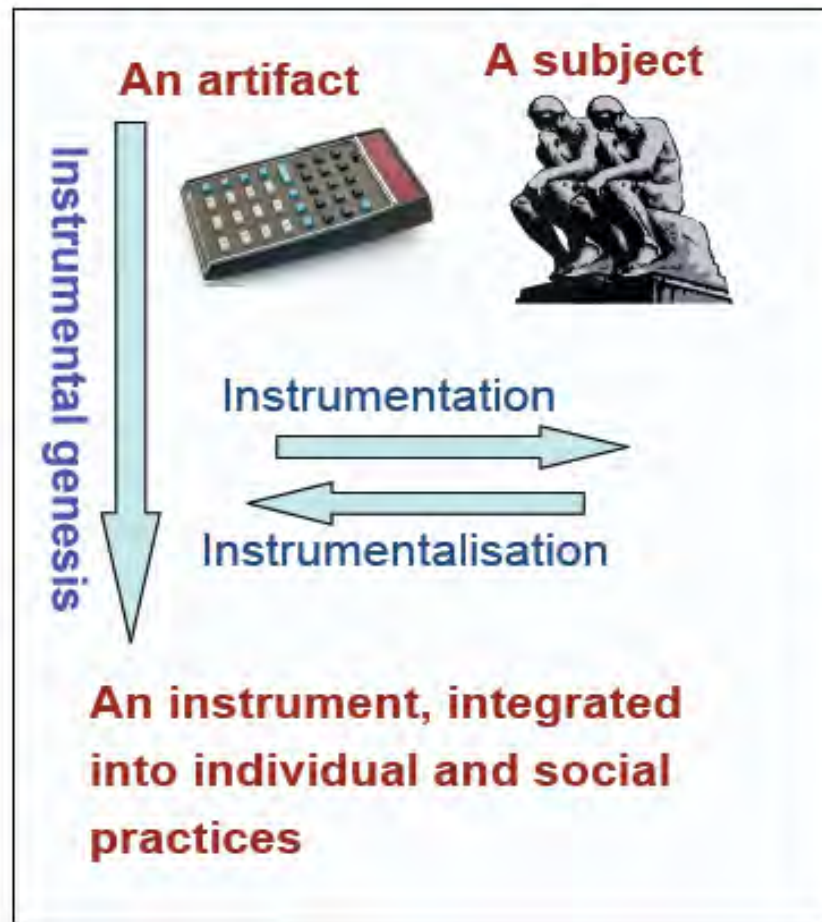 An artifact
A subject
Instrumental genesis
Instrumentation
Instrumentalisation
An instrument, integrated
into individual and social
practices